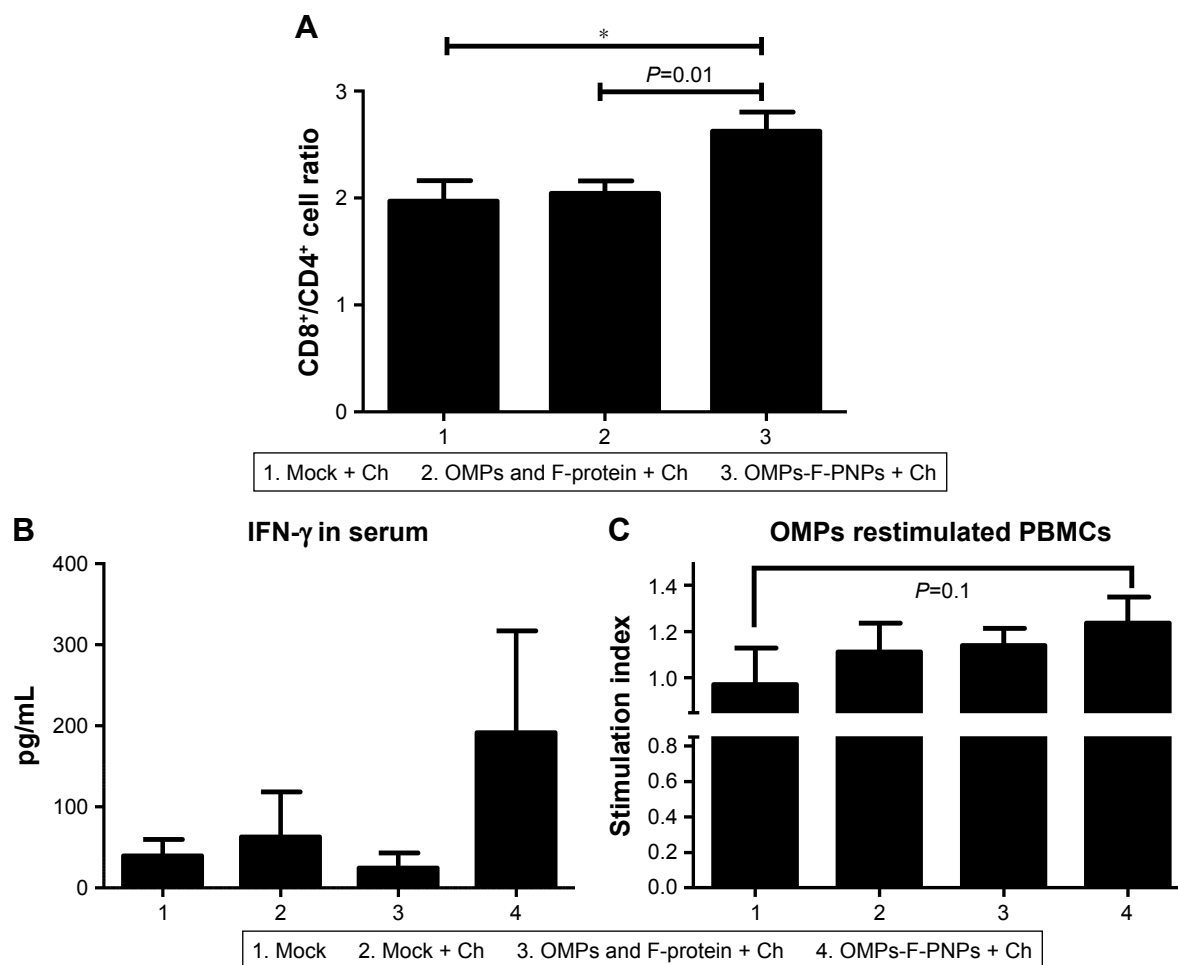 A
*
P=0.01
CD8+/CD4+ cell ratio
3
2
1
0
1 2 3
1. Mock + Ch 2. OMPs and F-protein + Ch 3. OMPs-F-PNPs + Ch
B
IFN-γ in serum
pg/mL
400
300
200
100
0
1 2 3 4
C
OMPs restimulated PBMCs
P=0.1
Stimulation index
1.4
1.2
1.0
0.8
0.6
0.4
0.2
0.0
1 2 3 4
1. Mock 2. Mock + Ch 3. OMPs and F-protein + Ch 4. OMPs-F-PNPs + Ch